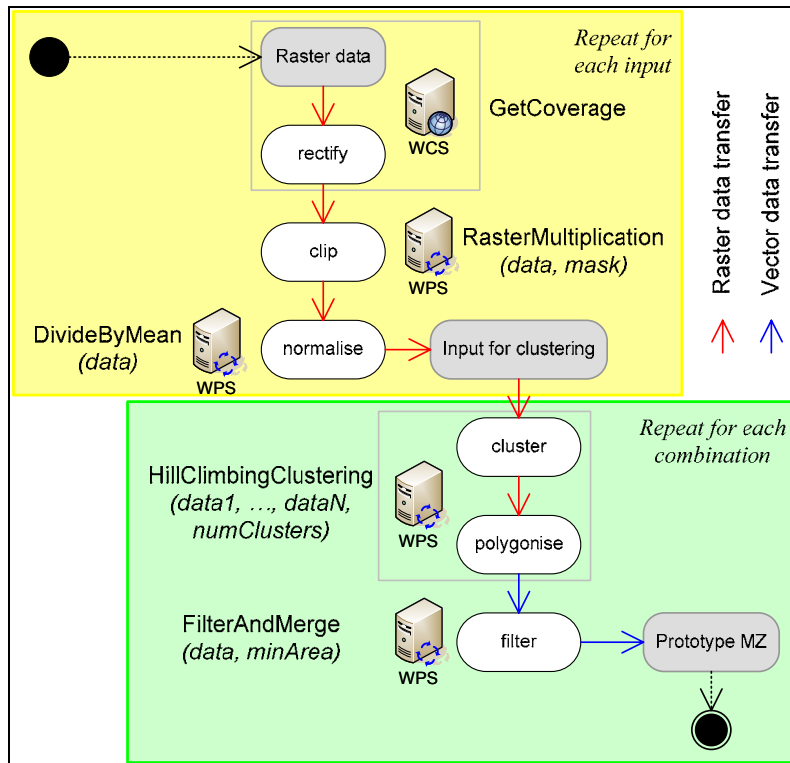 Raster data
Repeat for
each input
GetCoverage
WCS
rectify
clip
RasterMultiplication
(data, mask)
WPS
DivideByMean
(data)
WPS
normalise
Input for clustering
Raster data transfer
Vector data transfer
Repeat for each
combination
cluster
HillClimbingClustering
(data1, …, dataN,
numClusters)
WPS
polygonise
FilterAndMerge
(data, minArea)
WPS
filter
Prototype MZ